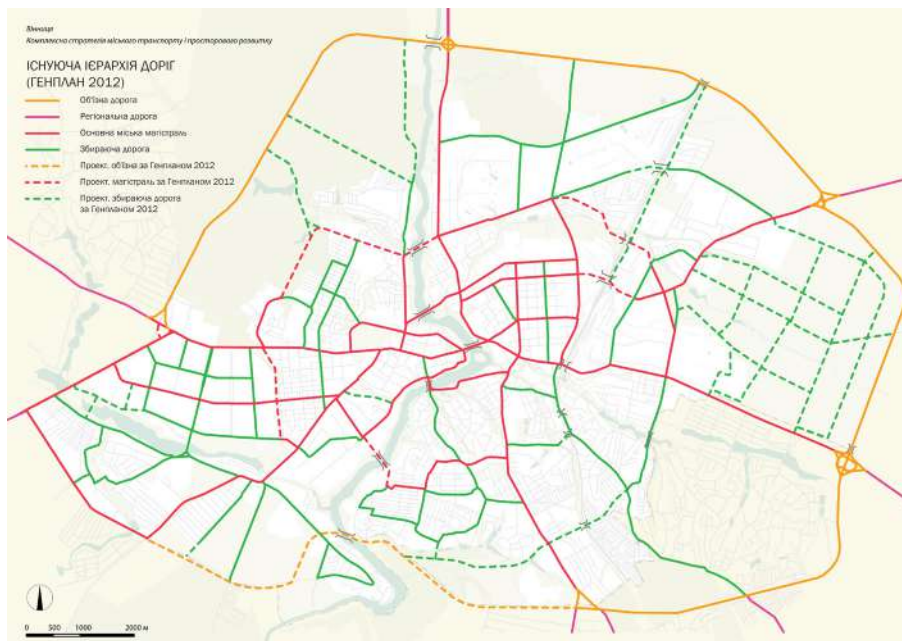 Вінниця
Комплексна стратегія міського транспорту і просторового розвитку
ІСНУЮЧА ІЄРАРХІЯ ДОРІГ
(ГЕНПЛАН 2012)
Об'їзна дорога
Регіональна дорога
Основна міська магістраль
Збираюча дорога
Проект. об'їзна за Генпланом 2012
Проект. магістраль за Генпланом 2012
Проект. збираюча дорога
за Генпланом 2012
0 500 1000 2000 м